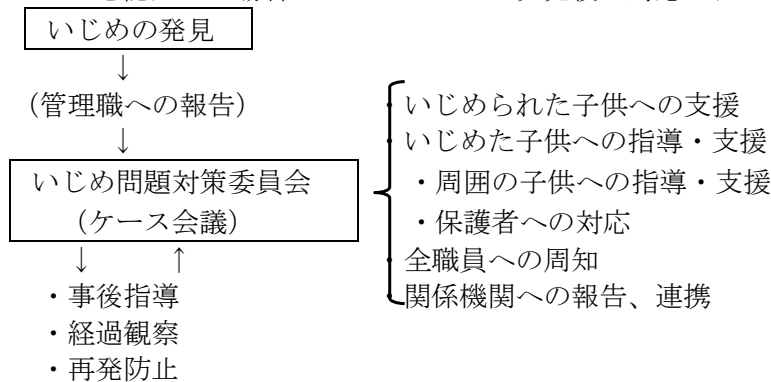 いじめの発見
↓
(管理職への報告)
↓
いじめ問題対策委員会
(ケース会議)
↓ ↑
・事後指導
・経過観察
・再発防止
・いじめられた子供への支援
・いじめた子供への指導・支援
・周囲の子供への指導・支援
・保護者への対応
・全職員への周知
・関係機関への報告、連携